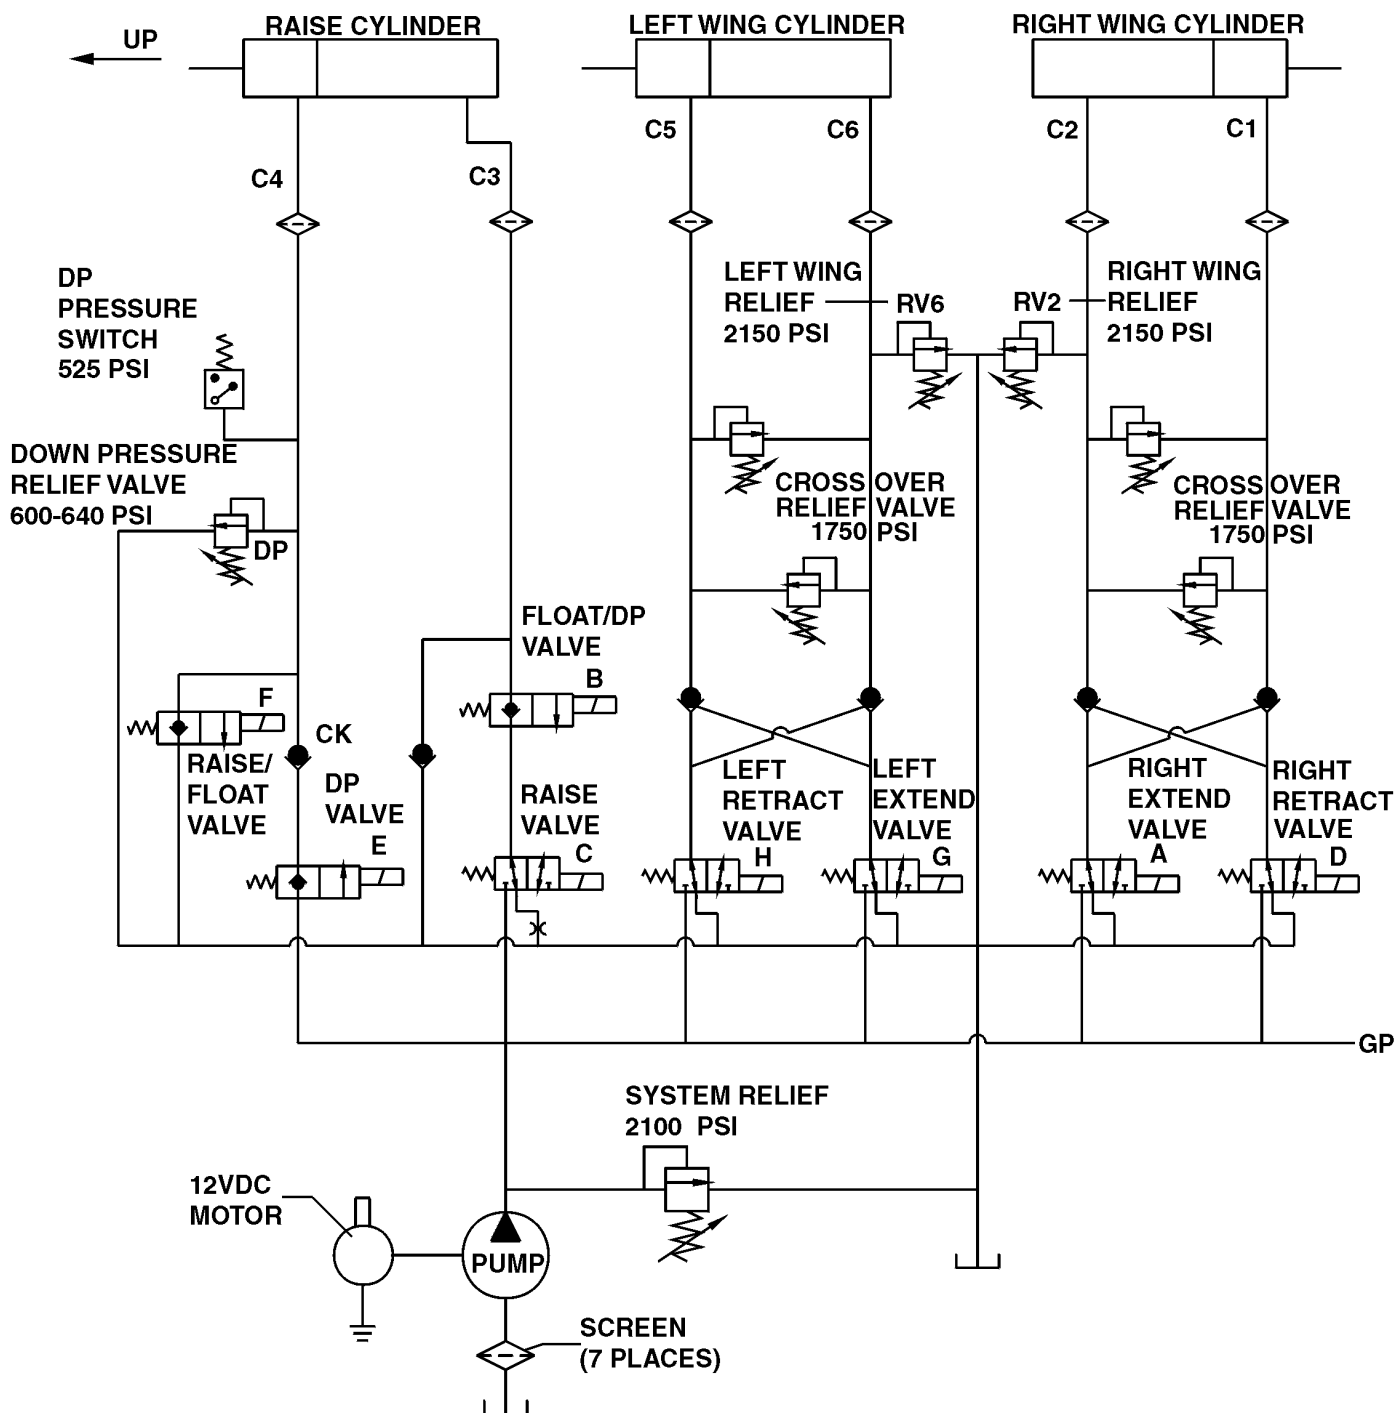 RAISE CYLINDER
LEFT WING CYLINDER
RIGHT WING CYLINDER
UP
C5
C6
C2
C1
C4
C3
DP
PRESSURE
SWITCH
525 PSI
LEFT WING
RELIEF
2150 PSI
RV6
RV2
RIGHT WING
RELIEF
2150 PSI
DOWN PRESSURE
RELIEF VALVE
600-640 PSI
DP
CROSS OVER
RELIEF VALVE
1750 PSI
CROSS OVER
RELIEF VALVE
1750 PSI
FLOAT/DP
VALVE
B
F
RAISE/
FLOAT
VALVE
CK
DP
VALVE
E
RAISE
VALVE
C
LEFT
RETRACT
VALVE
H
LEFT
EXTEND
VALVE
G
RIGHT
EXTEND
VALVE
A
RIGHT
RETRACT
VALVE
D
GP
SYSTEM RELIEF
2100 PSI
12VDC
MOTOR
PUMP
SCREEN
(7 PLACES)